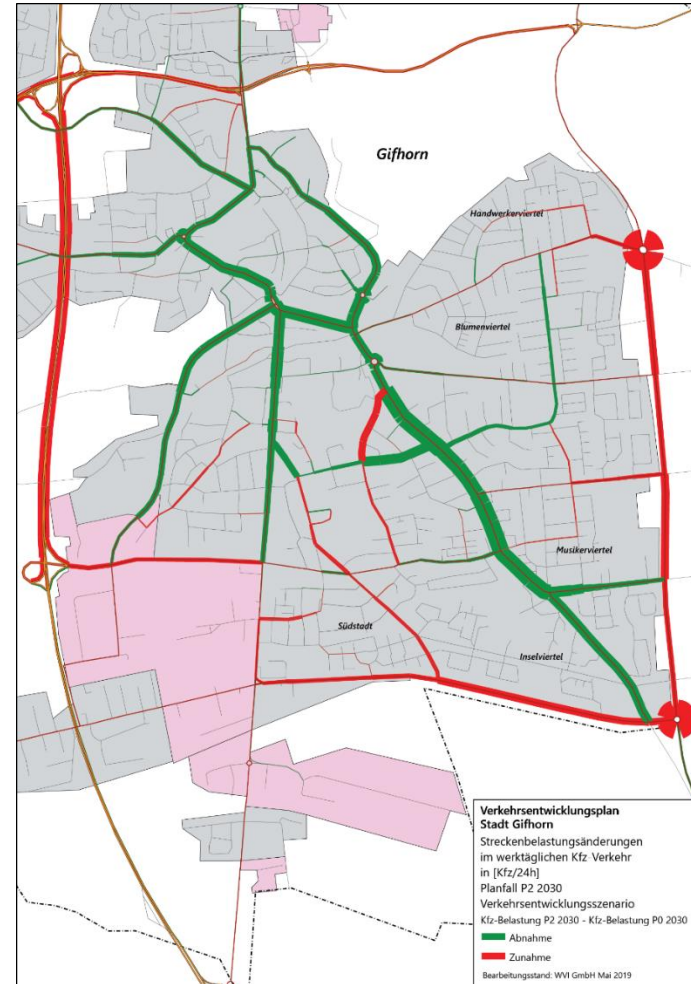 Gifhorn
Handwerkerviertel
Blumenviertel
Musikerviertel
Südstadt
Inselviertel
Verkehrsentwicklungsplan
Stadt Gifhorn
Streckenbelastungsänderungen
im werktäglichen Kfz-Verkehr
in [Kfz/24h]
Planfall P2 2030
Verkehrsentwicklungsszenario
Kfz-Belastung P2 2030 - Kfz-Belastung P0 2030
Abnahme
Zunahme
Bearbeitungsstand: WVI GmbH Mai 2019